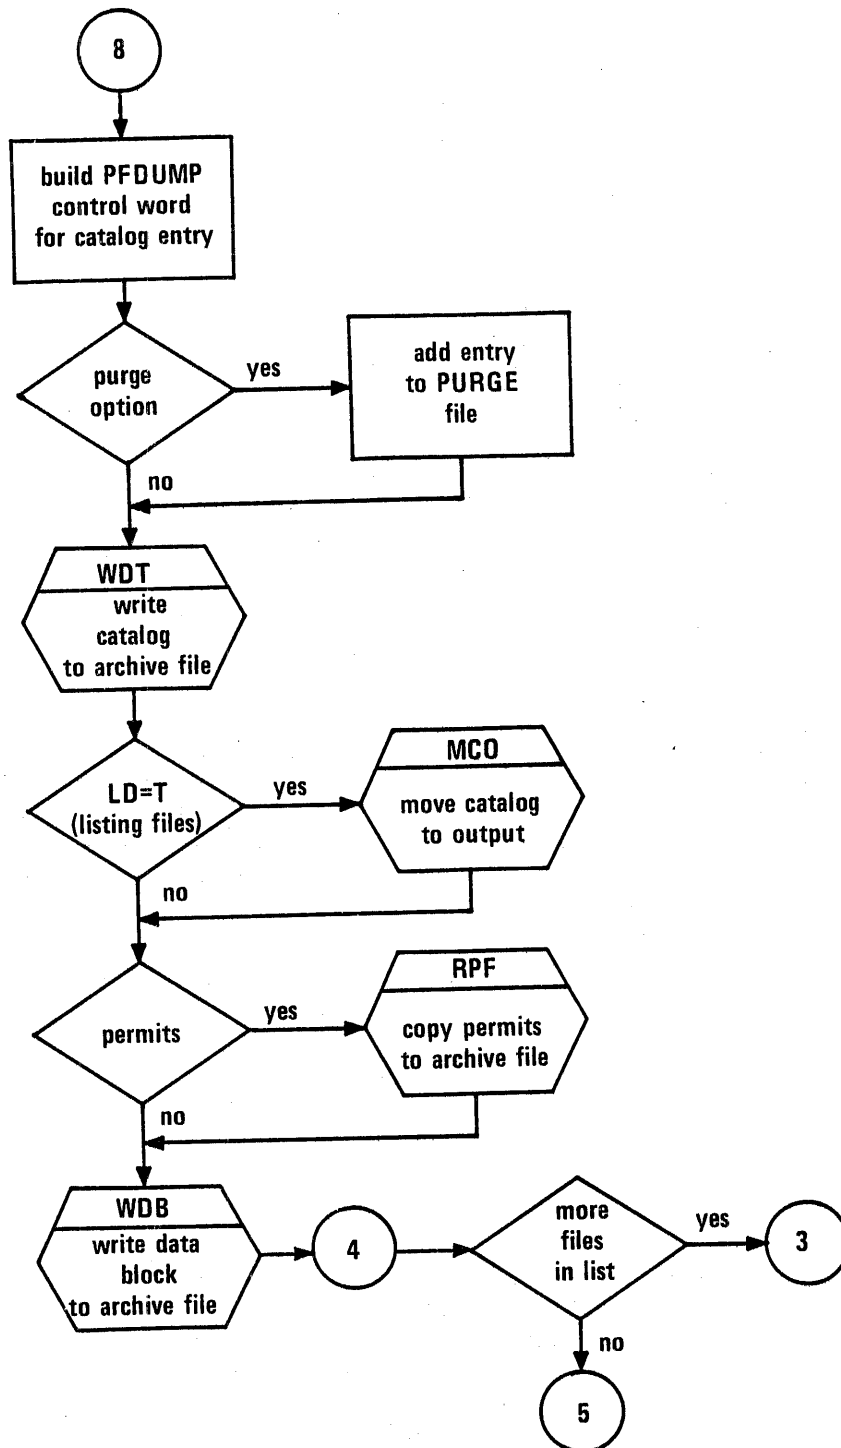 8
build PFDUMP
control word
for catalog entry
purge
option
yes
add entry
to PURGE
file
no
WDT
write
catalog
to archive file
LD=T
(listing files)
yes
MCO
move catalog
to output
no
permits
yes
RPF
copy permits
to archive file
no
WDB
write data
block
to archive file
4
more
files
in list
yes
3
no
5